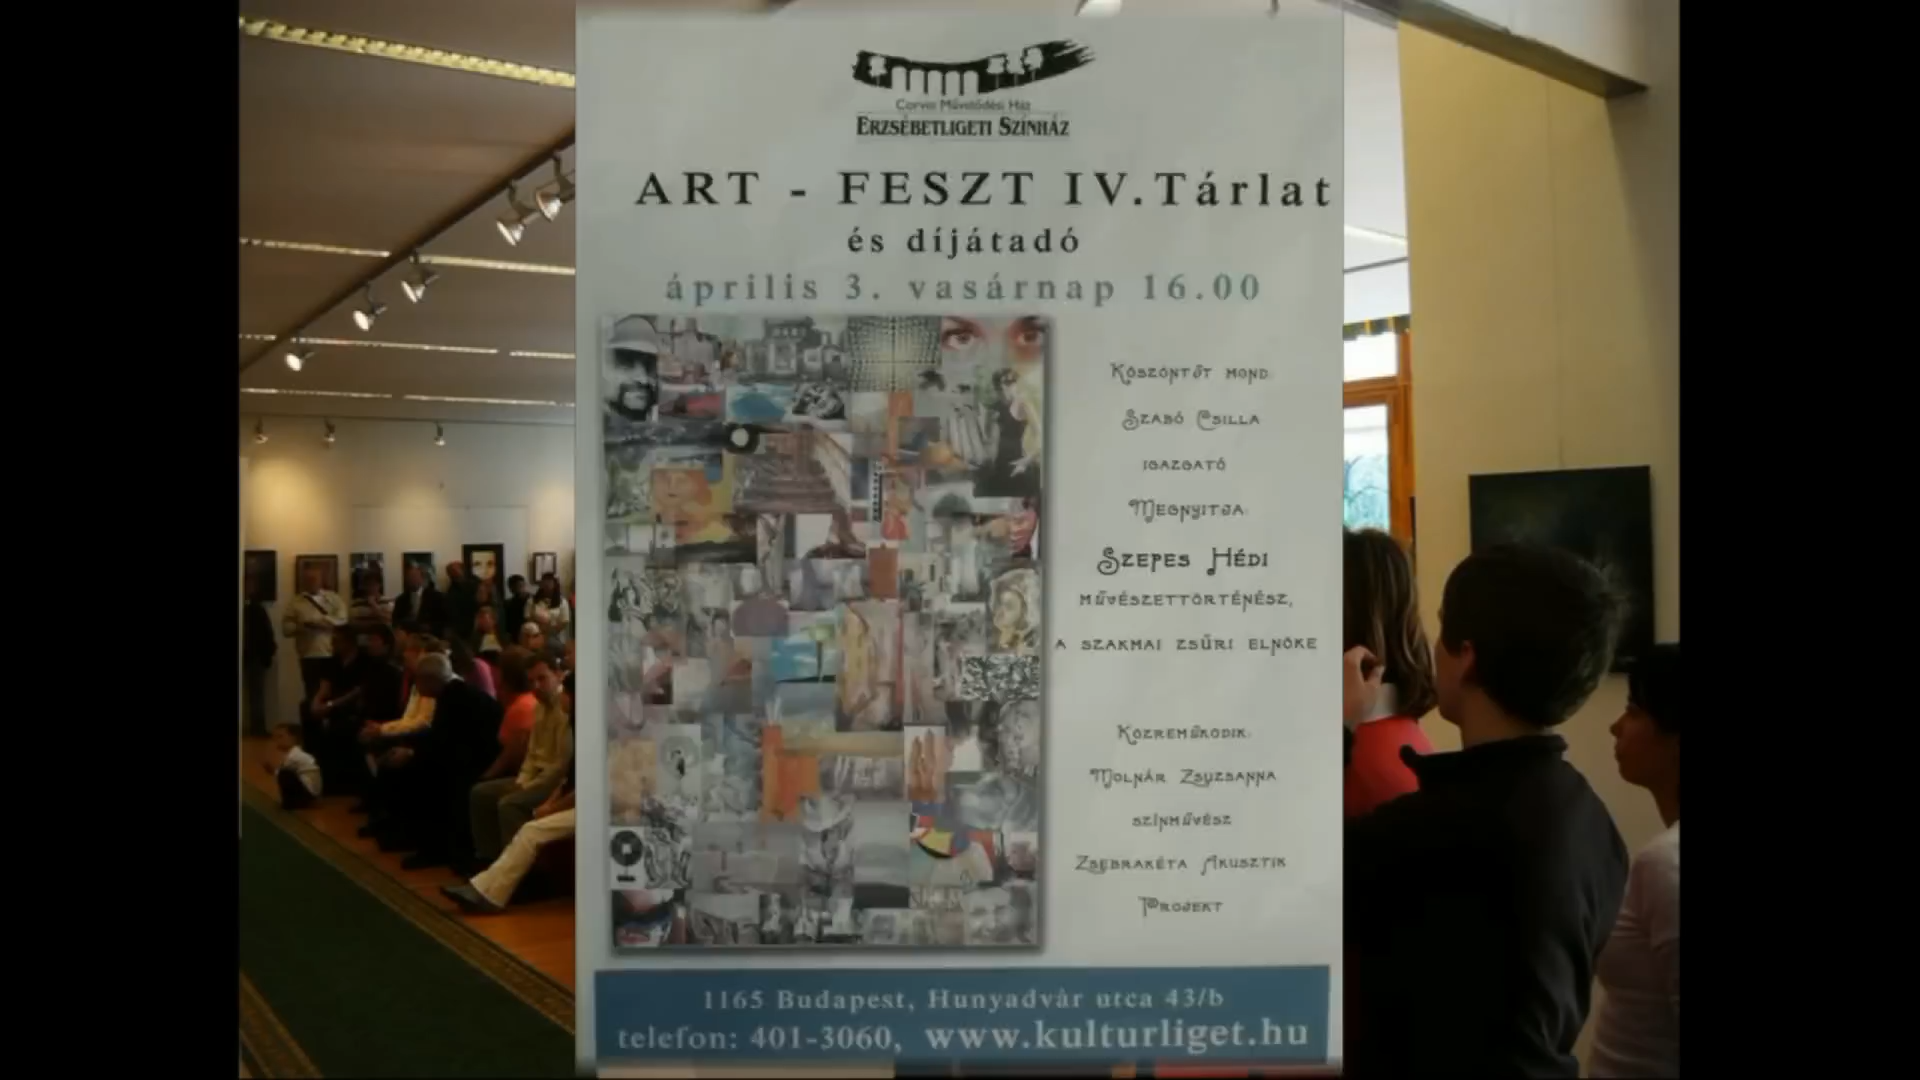 Corvin Művelődési Ház
ERZSÉBETLIGETI SZÍNHÁZ
ART - FESZT IV. Tárlat
és díjátadó
április 3. vasárnap 16.00
KÖSZÖNTŐT MOND:
SZABÓ CSILLA
IGAZGATÓ
MEGNYITJA:
SZEPES HÉDI
MŰVÉSZETTÖRTÉNÉSZ,
A SZAKMAI ZSŰRI ELNÖKE
KÖZREMŰKÖDIK:
MOLNÁR ZSUZSANNA
SZÍNMŰVÉSZ
ZSEBRAKÉTA AKUSZTIK
PROJEKT
1165 Budapest, Hunyadvár utca 43/b
telefon: 401-3060, www.kulturliget.hu